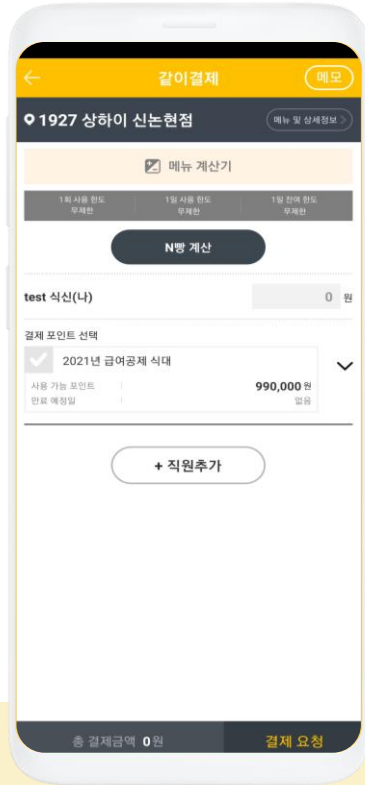 같이결제
메모
1927 상하이 신논현점
메뉴 및 상세정보 >
메뉴 계산기
1회 사용 한도 1일 사용 한도 1일 잔여 한도
무제한 무제한 무제한
N빵 계산
test 식신(나) 0 원
결제 포인트 선택
2021년 급여공제 식대
사용 가능 포인트 990,000 원
만료 예정일 없음
+ 직원추가
총 결제금액 0원 결제 요청